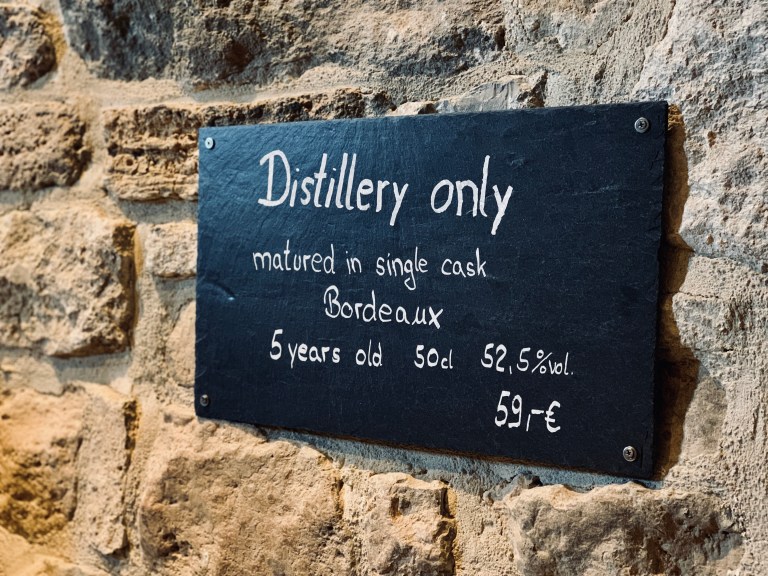 Distillery only
matured in single cask
Bordeaux
5 years old 50cl 52,5%vol.
59,-€